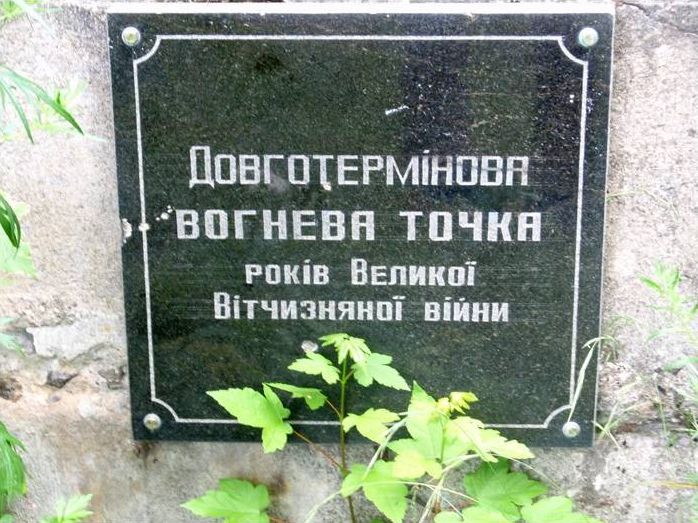 Довготермінова
вогнева точка
років Великої
Вітчизняної війни